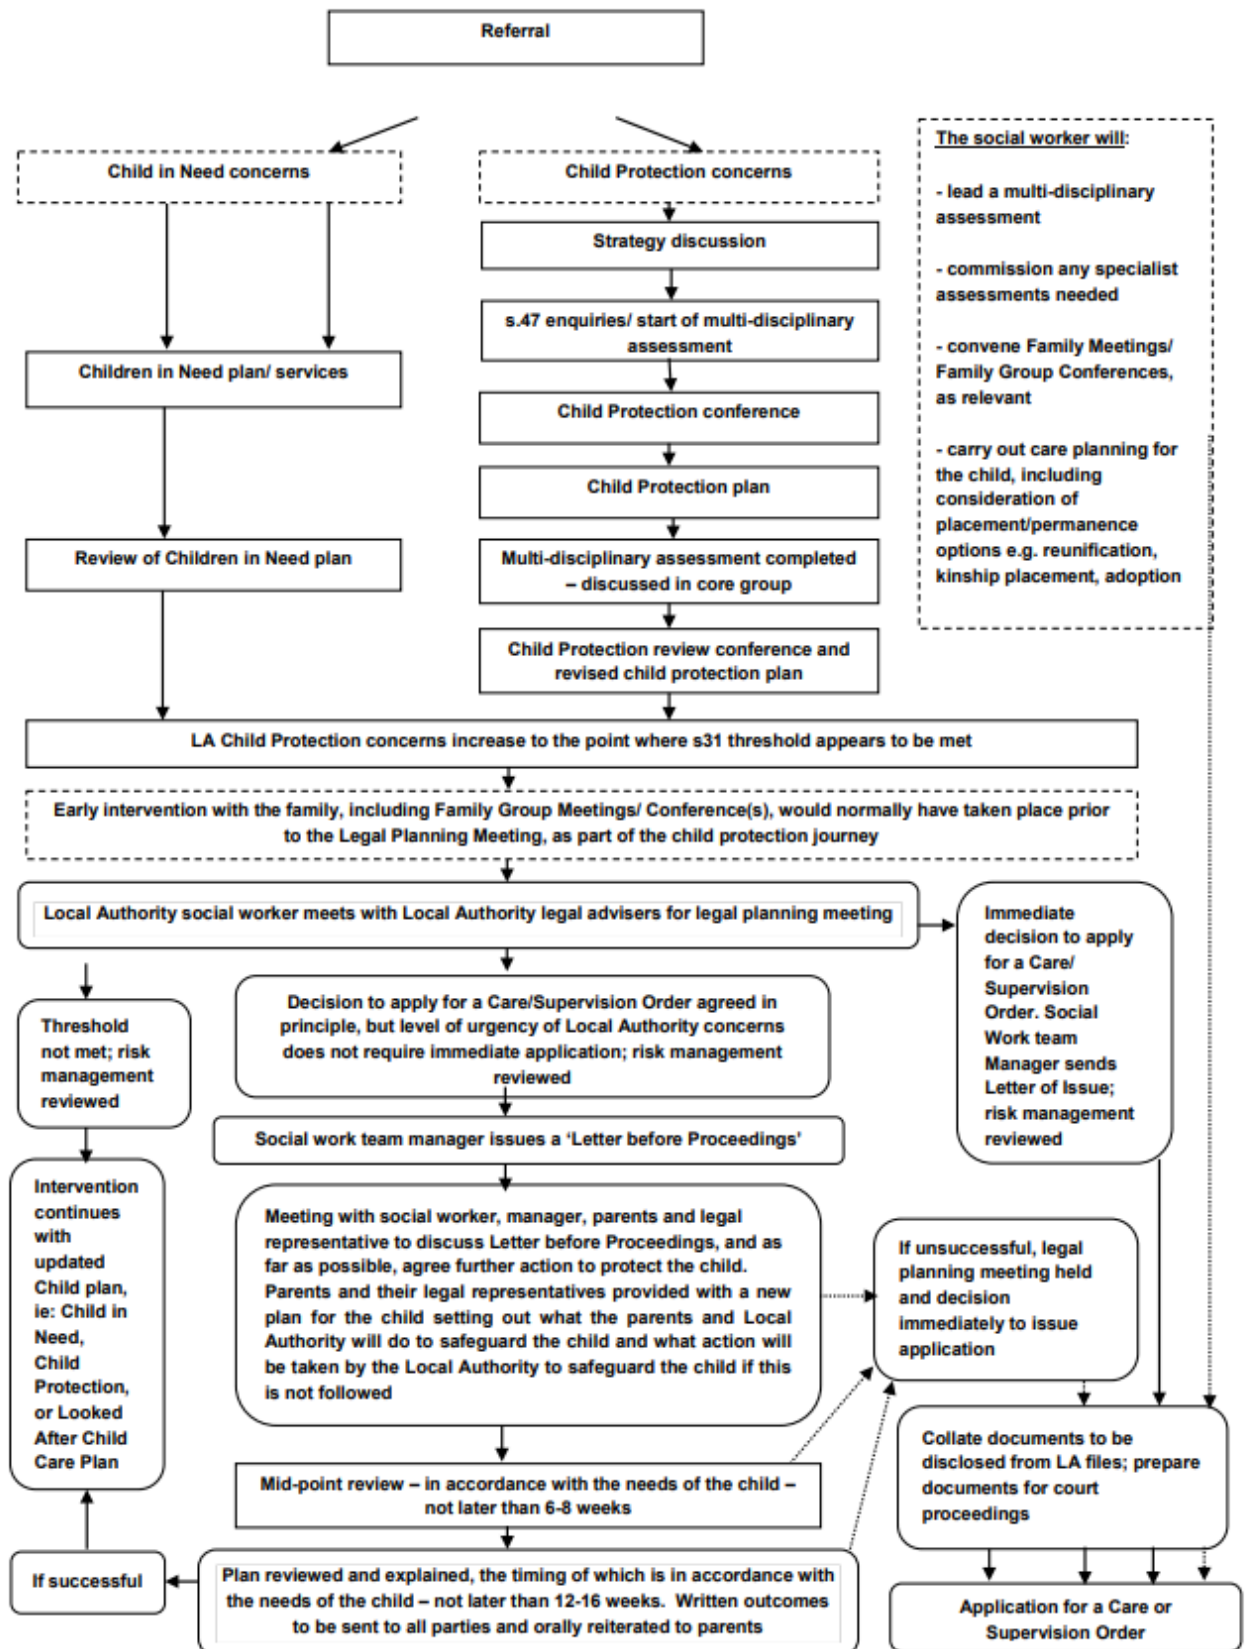 Referral
Child in Need concerns
Child Protection concerns
The social worker will:
- lead a multi-disciplinary
assessment
- commission any specialist
assessments needed
- convene Family Meetings/
Family Group Conferences,
as relevant
- carry out care planning for
the child, including
consideration of
placement/permanence
options e.g. reunification,
kinship placement, adoption
Strategy discussion
s.47 enquiries/ start of multi-disciplinary
assessment
Children in Need plan/ services
Child Protection conference
Child Protection plan
Review of Children in Need plan
Multi-disciplinary assessment completed
– discussed in core group
Child Protection review conference and
revised child protection plan
LA Child Protection concerns increase to the point where s31 threshold appears to be met
Early intervention with the family, including Family Group Meetings/ Conference(s), would normally have taken place prior
to the Legal Planning Meeting, as part of the child protection journey
Local Authority social worker meets with Local Authority legal advisers for legal planning meeting
Immediate
decision to apply
for a Care/
Supervision
Order. Social
Work team
Manager sends
Letter of Issue;
risk management
reviewed
Threshold
not met; risk
management
reviewed
Decision to apply for a Care/Supervision Order agreed in
principle, but level of urgency of Local Authority concerns
does not require immediate application; risk management
reviewed
Social work team manager issues a ‘Letter before Proceedings’
Intervention
continues
with
updated
Child plan,
ie: Child in
Need,
Child
Protection,
or Looked
After Child
Care Plan
Meeting with social worker, manager, parents and legal
representative to discuss Letter before Proceedings, and as
far as possible, agree further action to protect the child.
Parents and their legal representatives provided with a new
plan for the child setting out what the parents and Local
Authority will do to safeguard the child and what action will
be taken by the Local Authority to safeguard the child if this
is not followed
If unsuccessful, legal
planning meeting held
and decision
immediately to issue
application
Mid-point review – in accordance with the needs of the child –
not later than 6-8 weeks
Collate documents to be
disclosed from LA files; prepare
documents for court
proceedings
If successful
Plan reviewed and explained, the timing of which is in accordance with
the needs of the child – not later than 12-16 weeks. Written outcomes
to be sent to all parties and orally reiterated to parents
Application for a Care or
Supervision Order